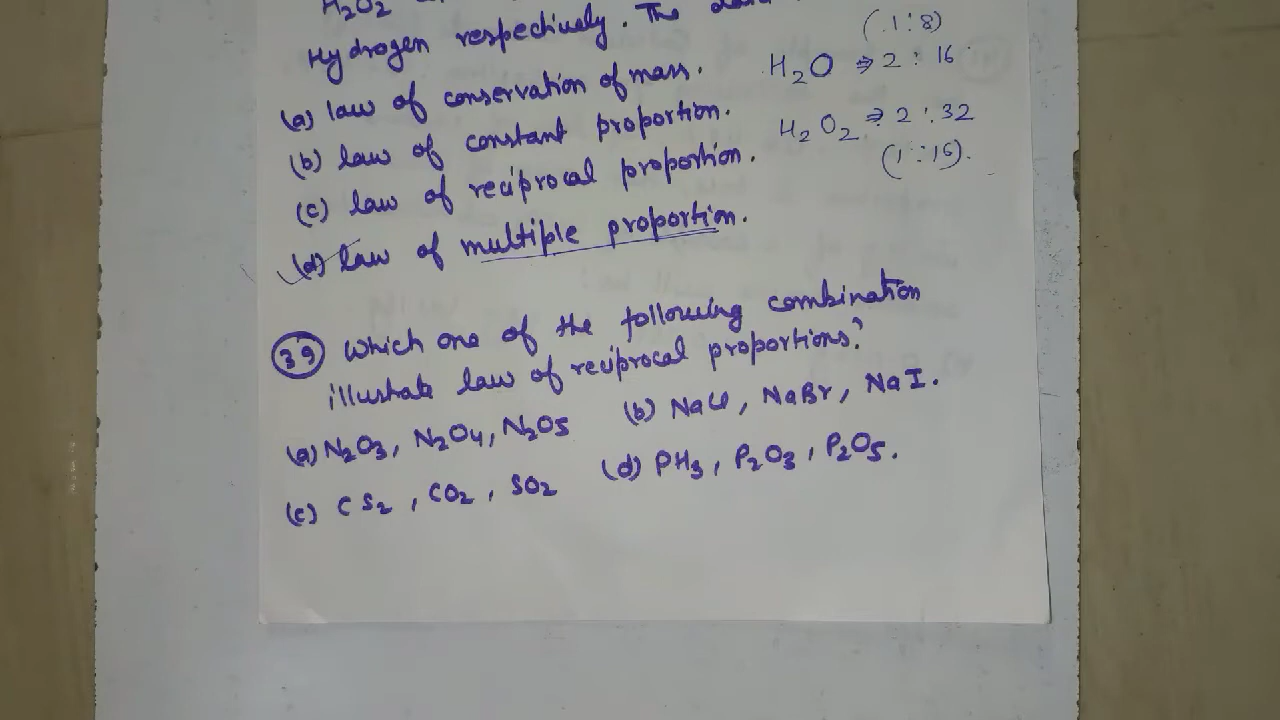 H2O2
Hydrogen respectively. The
(a) law of conservation of mass.
(b) law of constant proportion.
(c) law of reciprocal proportion.
(d) law of multiple proportion.
(1:8)
H2O ⇒ 2 : 16
H2O2 ⇒ 2 : 32
(1:16).
(39) Which one of the following combination
illustrate law of reciprocal proportions?
(a) N2O3, N2O4, N2O5 (b) NaCl, NaBr, NaI.
(c) CS2, CO2, SO2 (d) PH3, P2O3, P2O5.